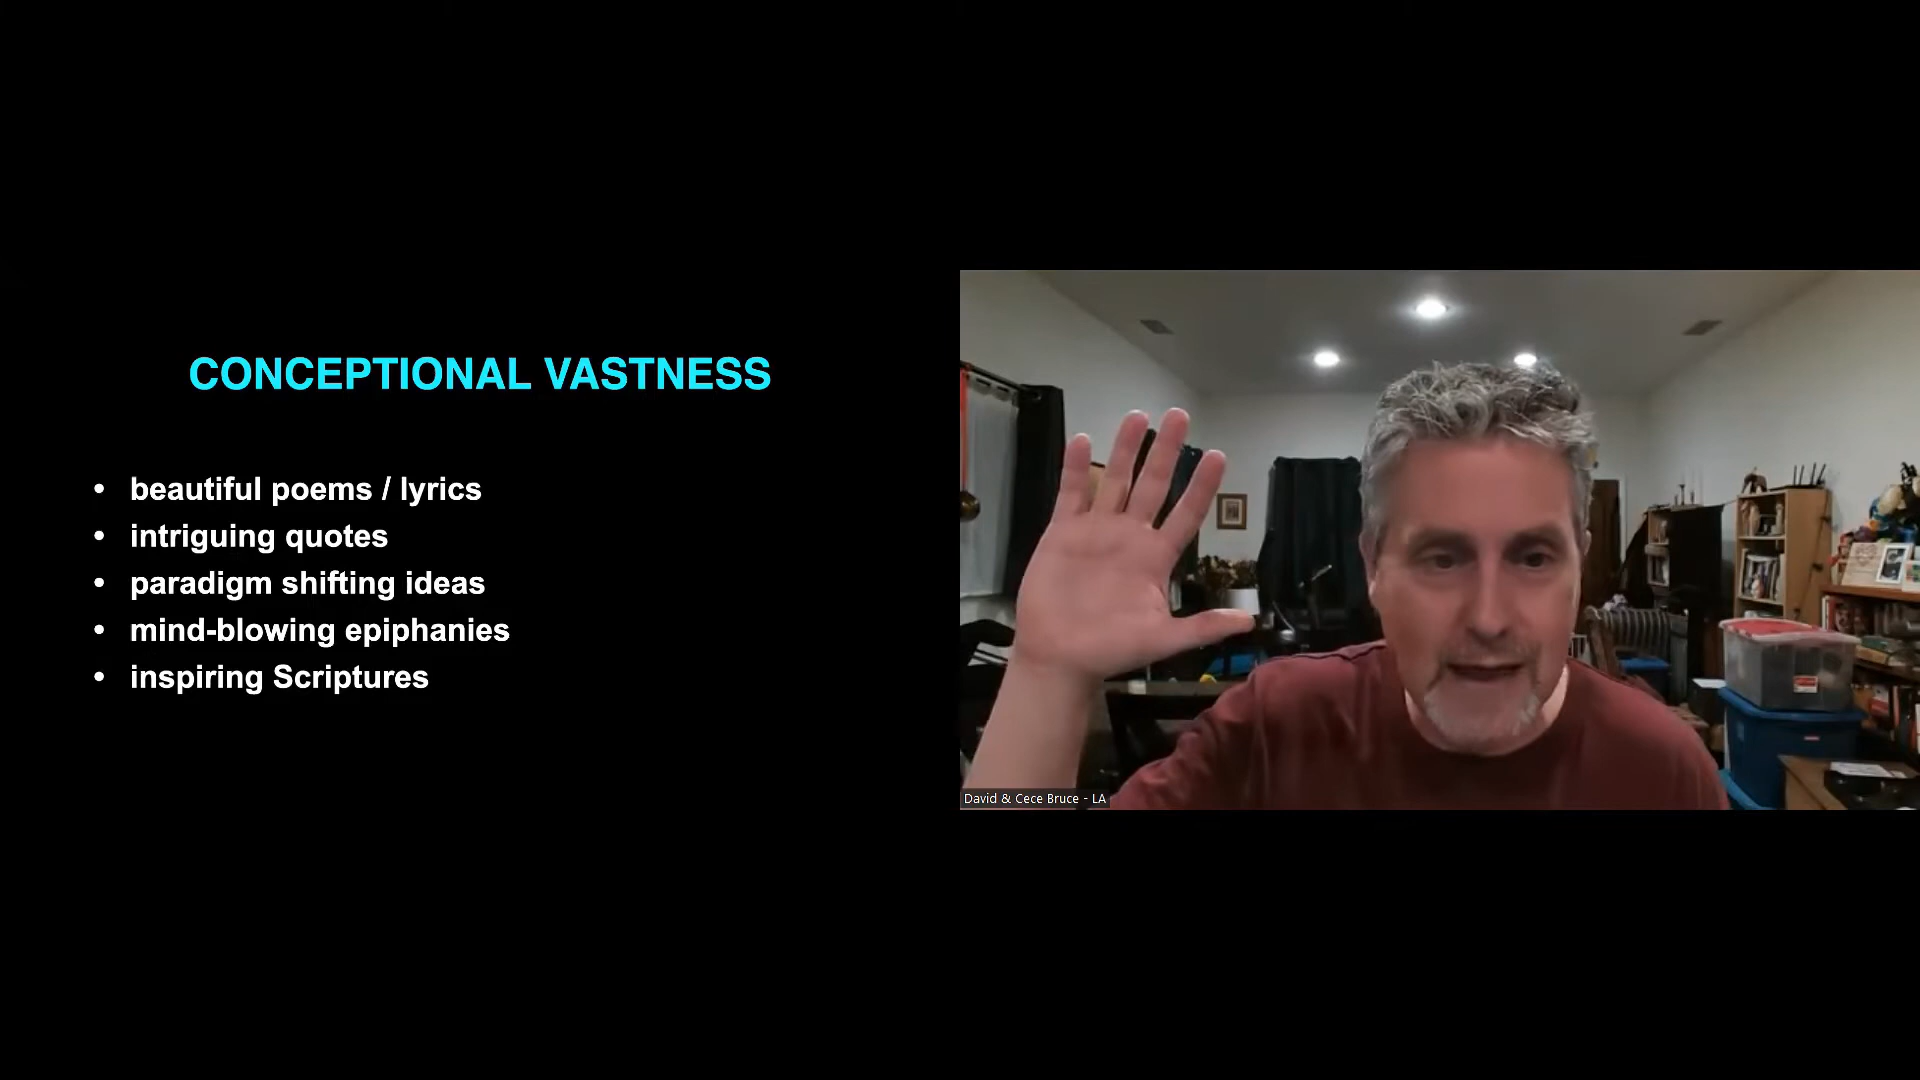 CONCEPTIONAL VASTNESS
• beautiful poems / lyrics
• intriguing quotes
• paradigm shifting ideas
• mind-blowing epiphanies
• inspiring Scriptures
David & Cece Bruce - LA